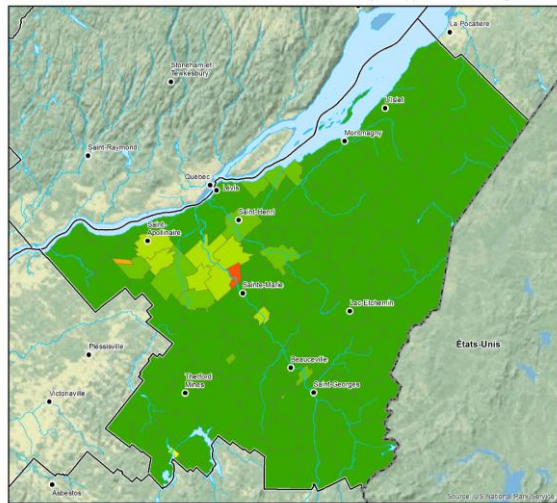 La Pocatière
Stoneham et
Tewkesbury
L'Islet
Montmagny
Saint-Raymond
Québec
Lévis
Saint-Henri
Saint-
Apollinaire
Sainte-Marie
Lac-Etchemin
États-Unis
Plessisville
Beauceville
Thetford
Mines
Saint-Georges
Victoriaville
Asbestos
Source: US National Park Service